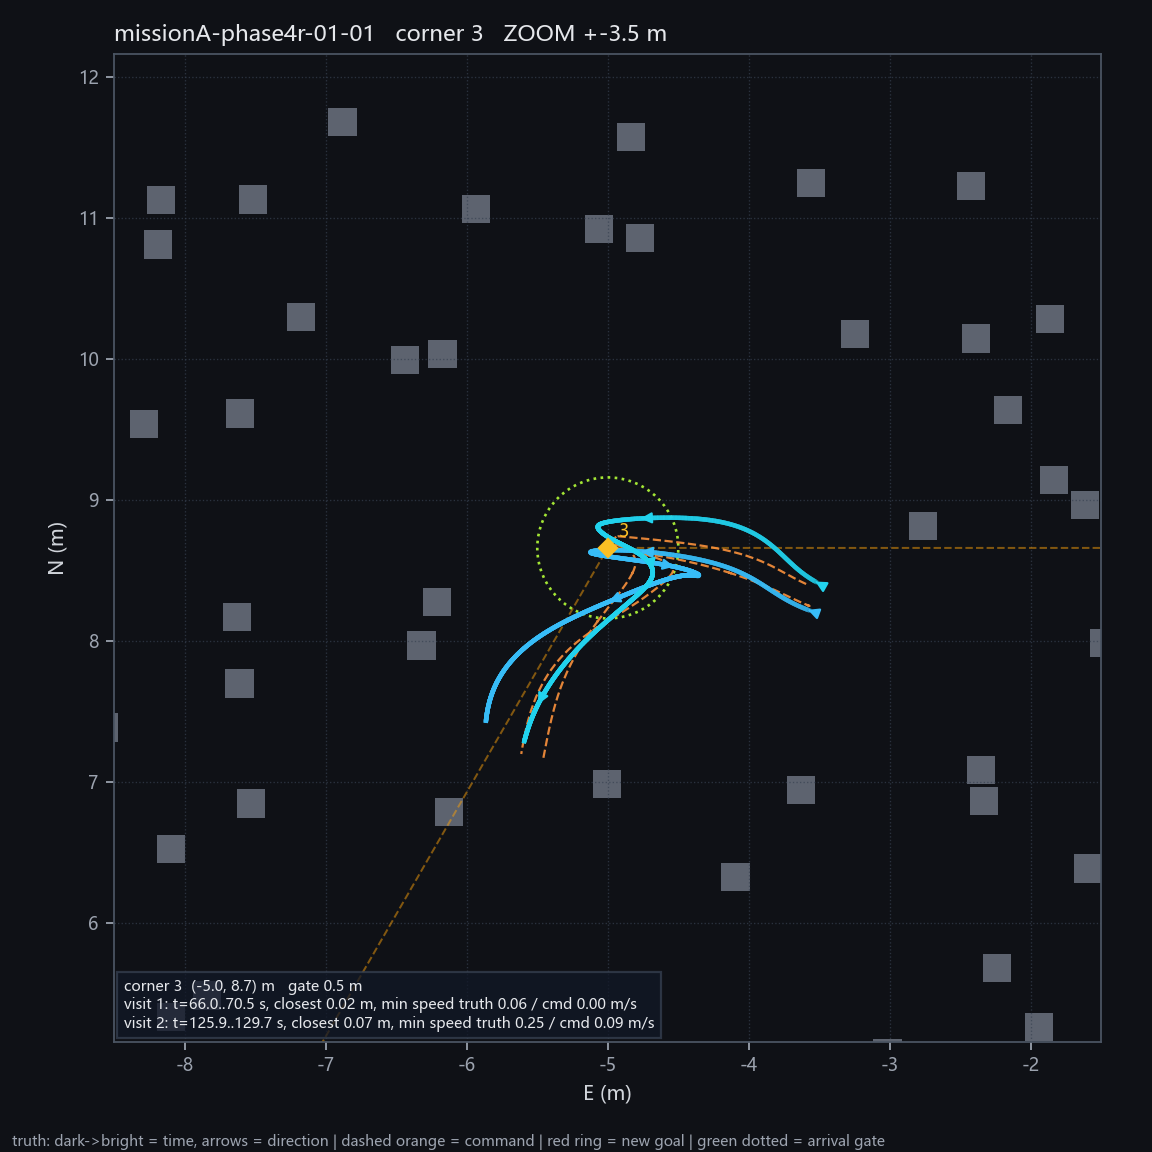 missionA-phase4r-01-01   corner 3   ZOOM +-3.5 m
12
11
10
9
8
7
6
N (m)
3
corner 3  (-5.0, 8.7) m   gate 0.5 m
visit 1: t=66.0..70.5 s, closest 0.02 m, min speed truth 0.06 / cmd 0.00 m/s
visit 2: t=125.9..129.7 s, closest 0.07 m, min speed truth 0.25 / cmd 0.09 m/s
-8 -7 -6 -5 -4 -3 -2
E (m)
truth: dark->bright = time, arrows = direction | dashed orange = command | red ring = new goal | green dotted = arrival gate